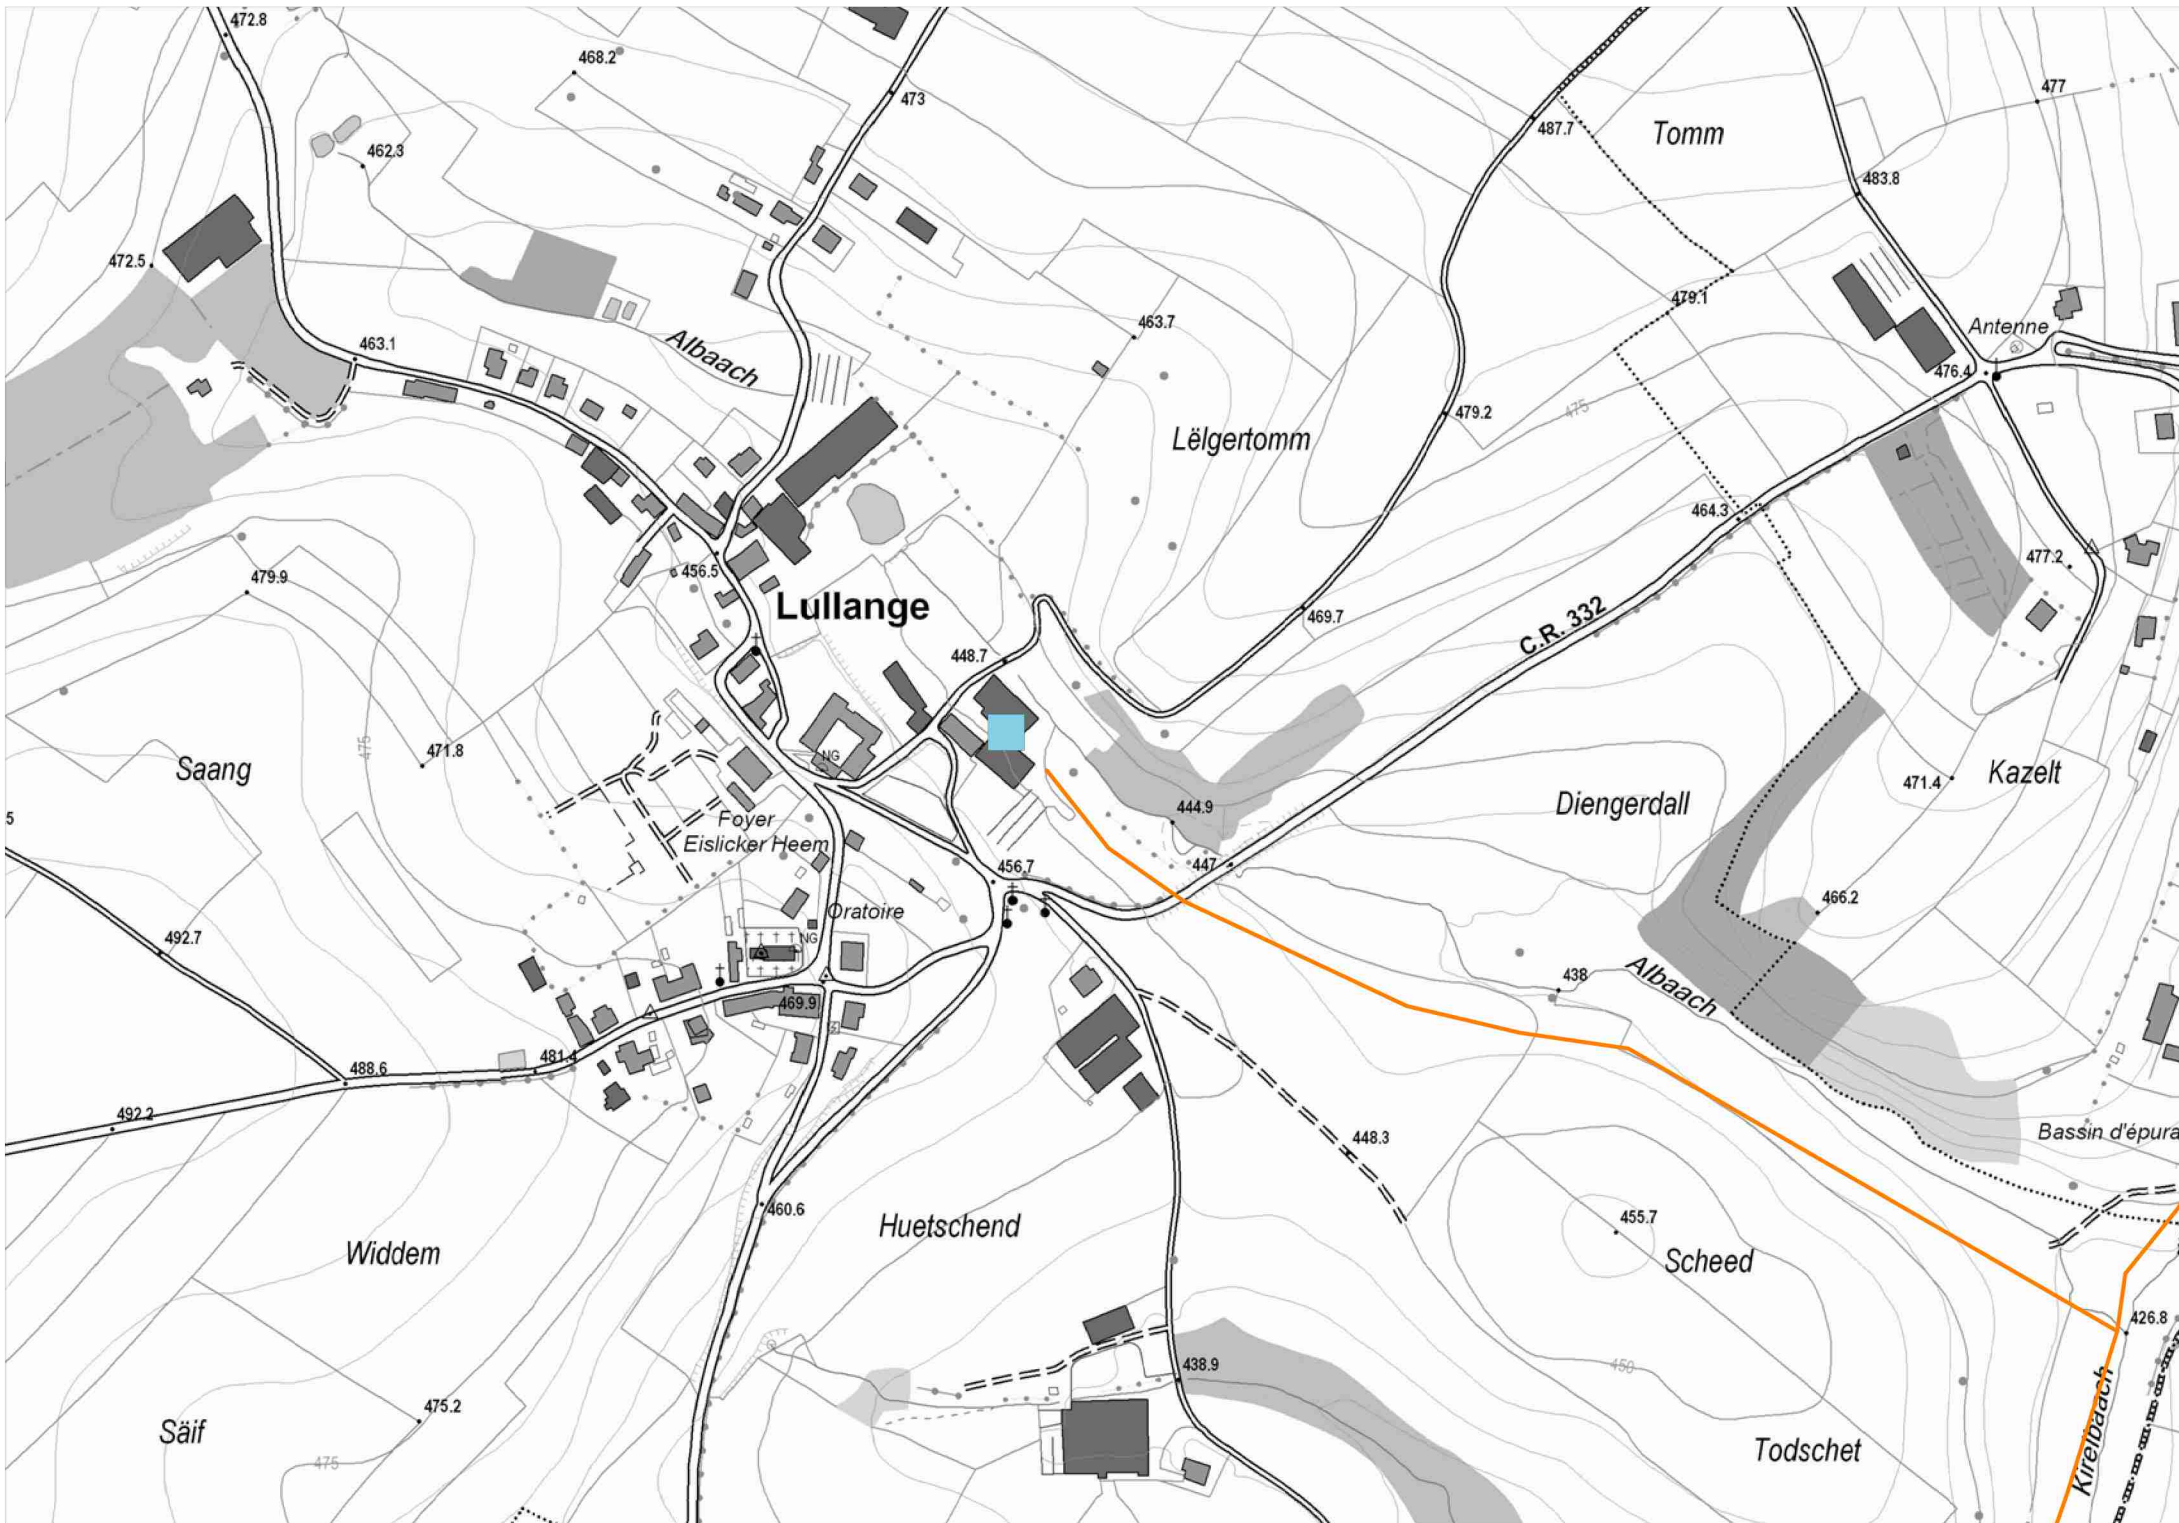 472.8
468.2
473
462.3
477
487.7
Tomm
483.8
472.5
479.1
463.1
463.7
Antenne
Albaach
476.4
479.2
475
Lëlgertomm
464.3
456.5
477.2
479.9
Lullange
469.7
C.R. 332
448.7
475
471.8
NG
Saang
471.4
Kazelt
444.9
Diengerdall
5
Foyer
Eislicker Heem
456.7
447
466.2
Oratoire
492.7
NG
438
Albaach
469.9
481.4
488.6
492.2
448.3
Bassin d'épura
460.6
455.7
Huetschend
Widdem
Scheed
426.8
438.9
450
475.2
Säif
475
Todschet
Kirelbaach